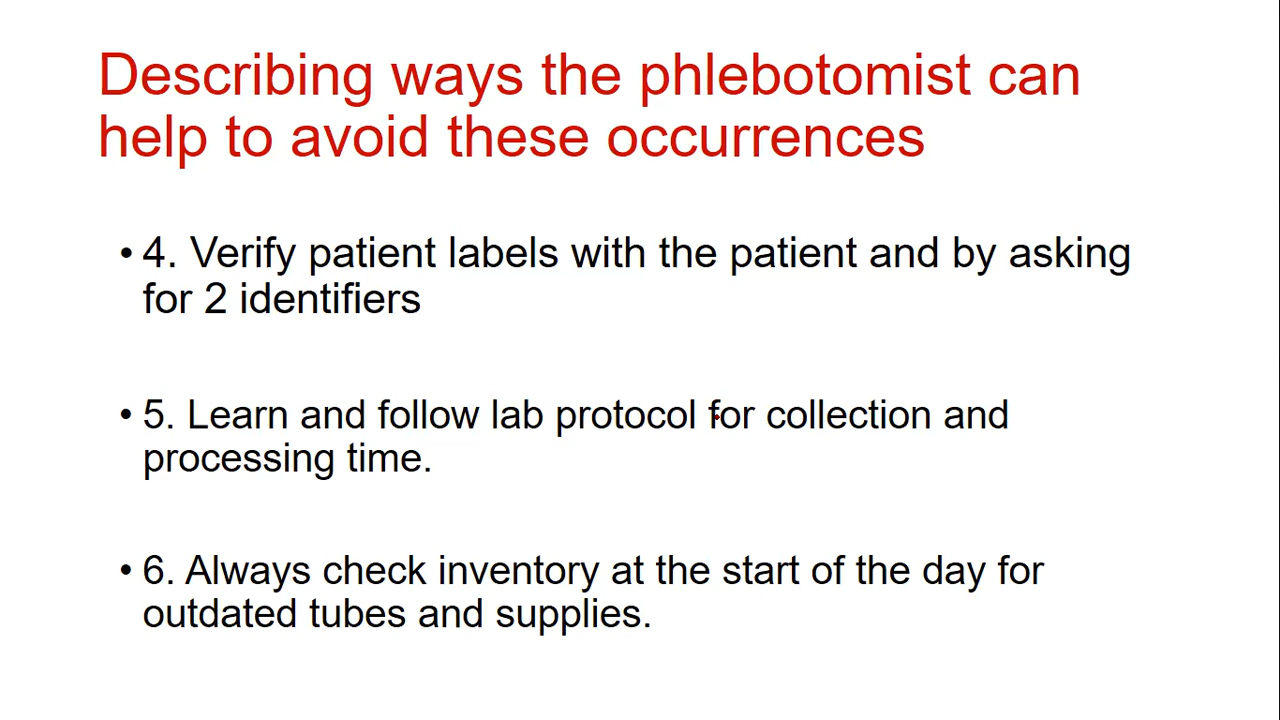 Describing ways the phlebotomist can
help to avoid these occurrences
• 4. Verify patient labels with the patient and by asking
for 2 identifiers
• 5. Learn and follow lab protocol for collection and
processing time.
• 6. Always check inventory at the start of the day for
outdated tubes and supplies.